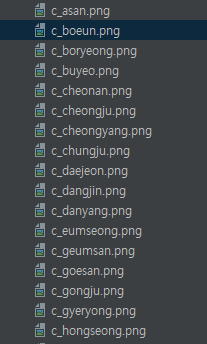 c_asan.png
c_boeun.png
c_boryeong.png
c_buyeo.png
c_cheonan.png
c_cheongju.png
c_cheongyang.png
c_chungju.png
c_daejeon.png
c_dangjin.png
c_danyang.png
c_eumseong.png
c_geumsan.png
c_goesan.png
c_gongju.png
c_gyeryong.png
c_hongseong.png